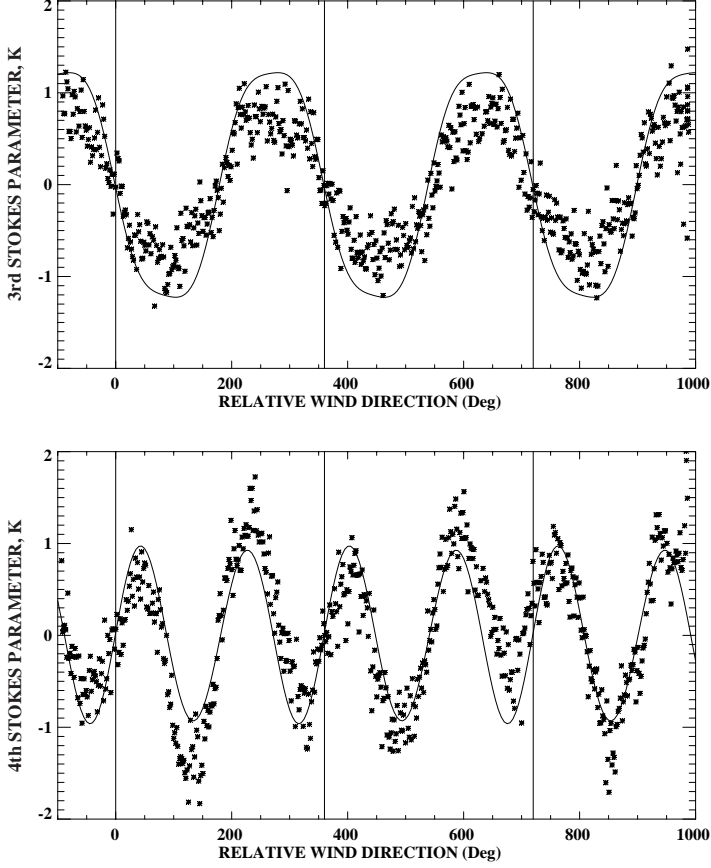 2
1
0
-1
-2
3rd STOKES PARAMETER, K
0 200 400 600 800 1000
RELATIVE WIND DIRECTION (Deg)
2
1
0
-1
-2
4th STOKES PARAMETER, K
0 200 400 600 800 1000
RELATIVE WIND DIRECTION (Deg)